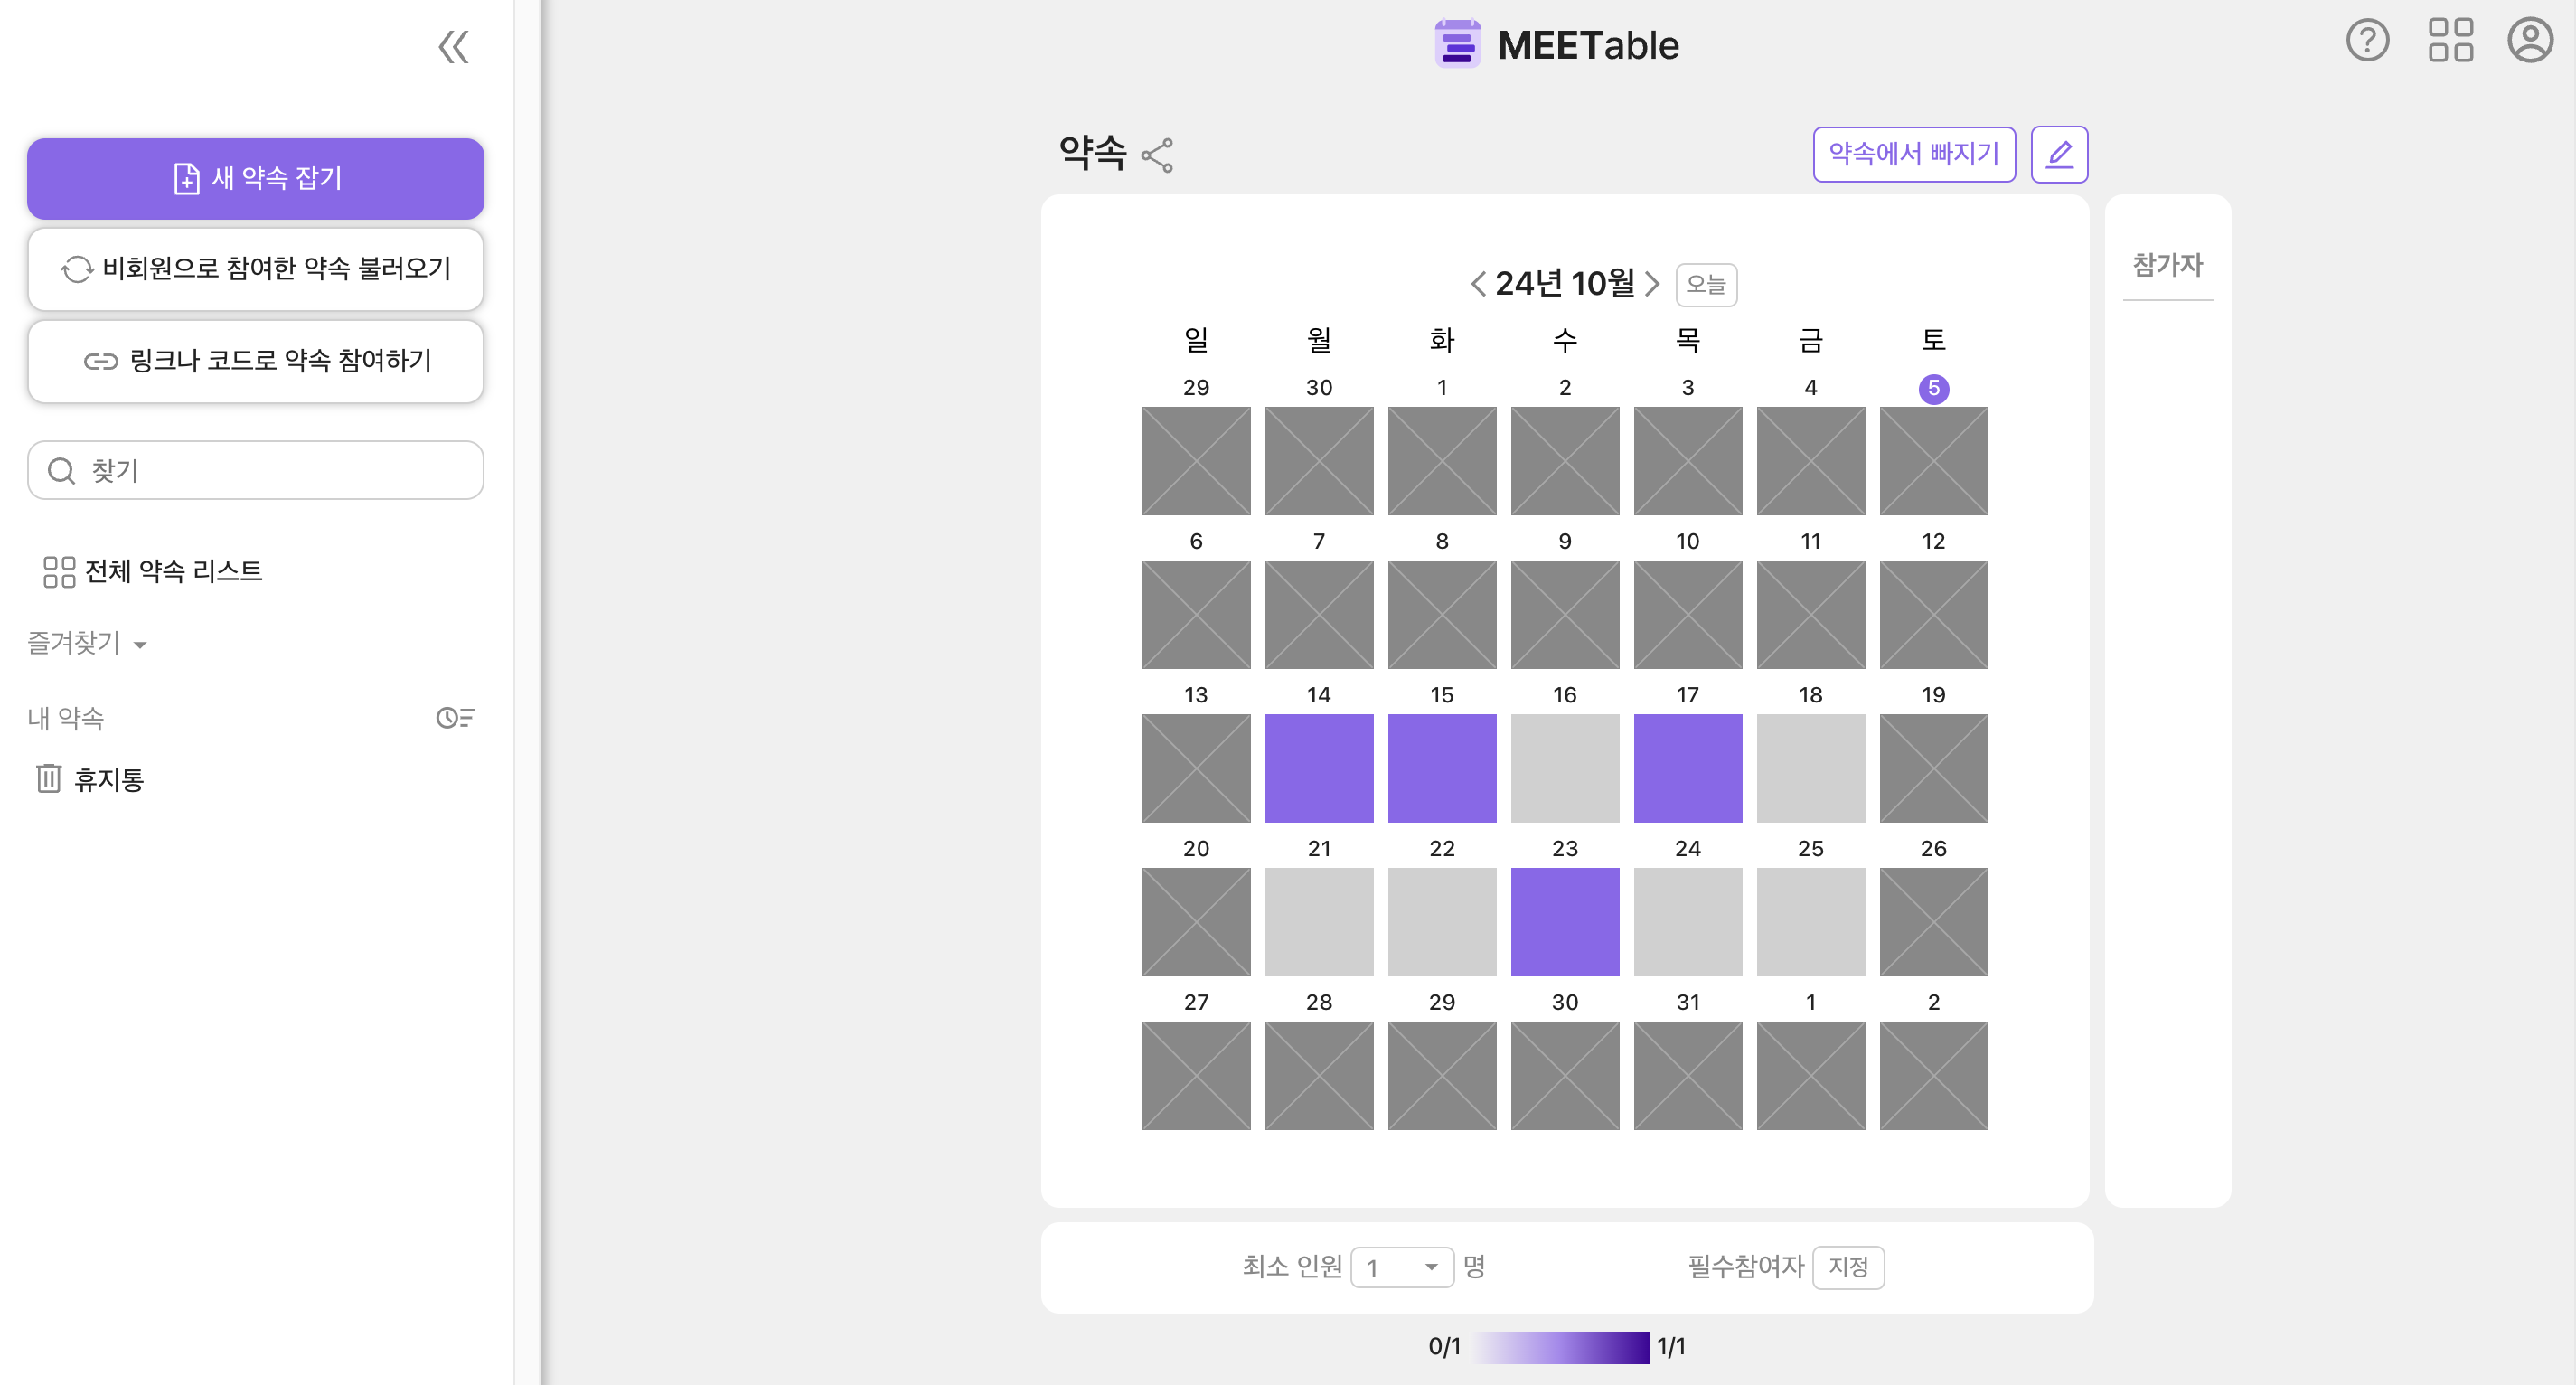 MEETable
새 약속 잡기
비회원으로 참여한 약속 불러오기
링크나 코드로 약속 참여하기
찾기
전체 약속 리스트
즐겨찾기
내 약속
휴지통
약속
약속에서 빠지기
24년 10월 오늘
일 월 화 수 목 금 토
29 30 1 2 3 4 5
6 7 8 9 10 11 12
13 14 15 16 17 18 19
20 21 22 23 24 25 26
27 28 29 30 31 1 2
참가자
최소 인원 1 명 필수참여자 지정
0/1 1/1